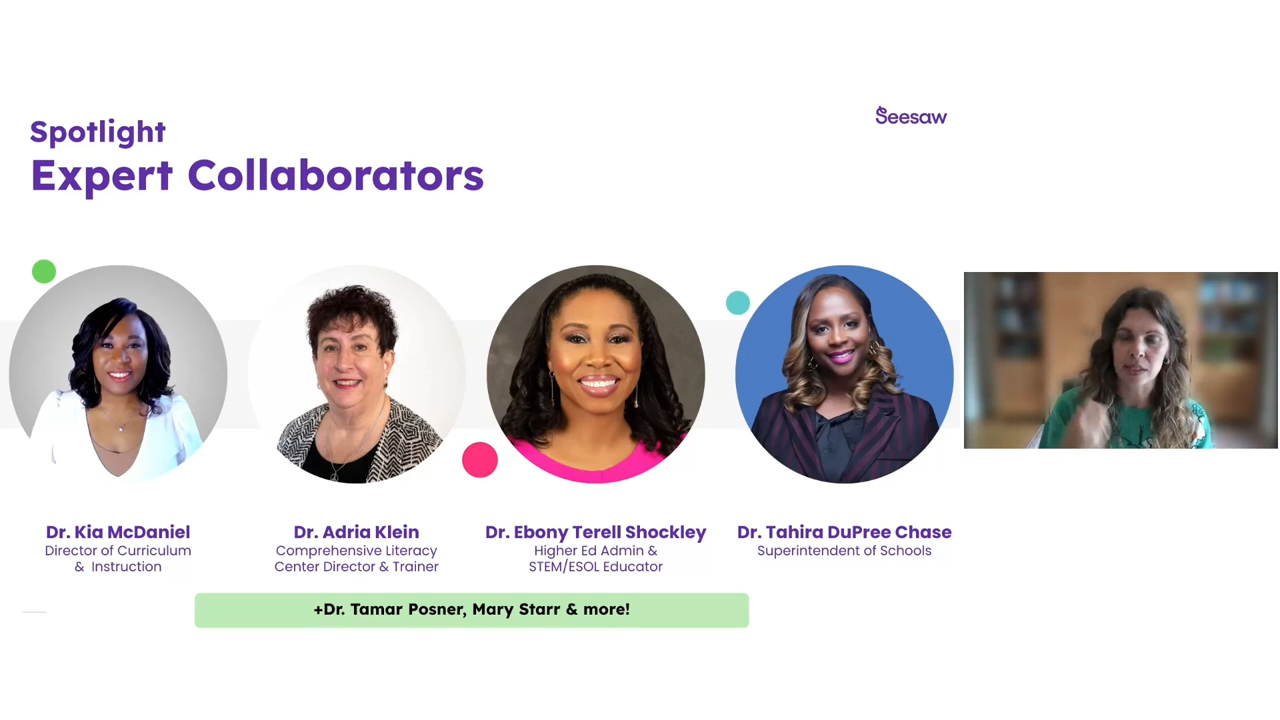 Spotlight
Seesaw
Expert Collaborators
Dr. Kia McDaniel
Director of Curriculum
& Instruction
Dr. Adria Klein
Comprehensive Literacy
Center Director & Trainer
Dr. Ebony Terell Shockley
Higher Ed Admin &
STEM/ESOL Educator
Dr. Tahira DuPree Chase
Superintendent of Schools
+Dr. Tamar Posner, Mary Starr & more!